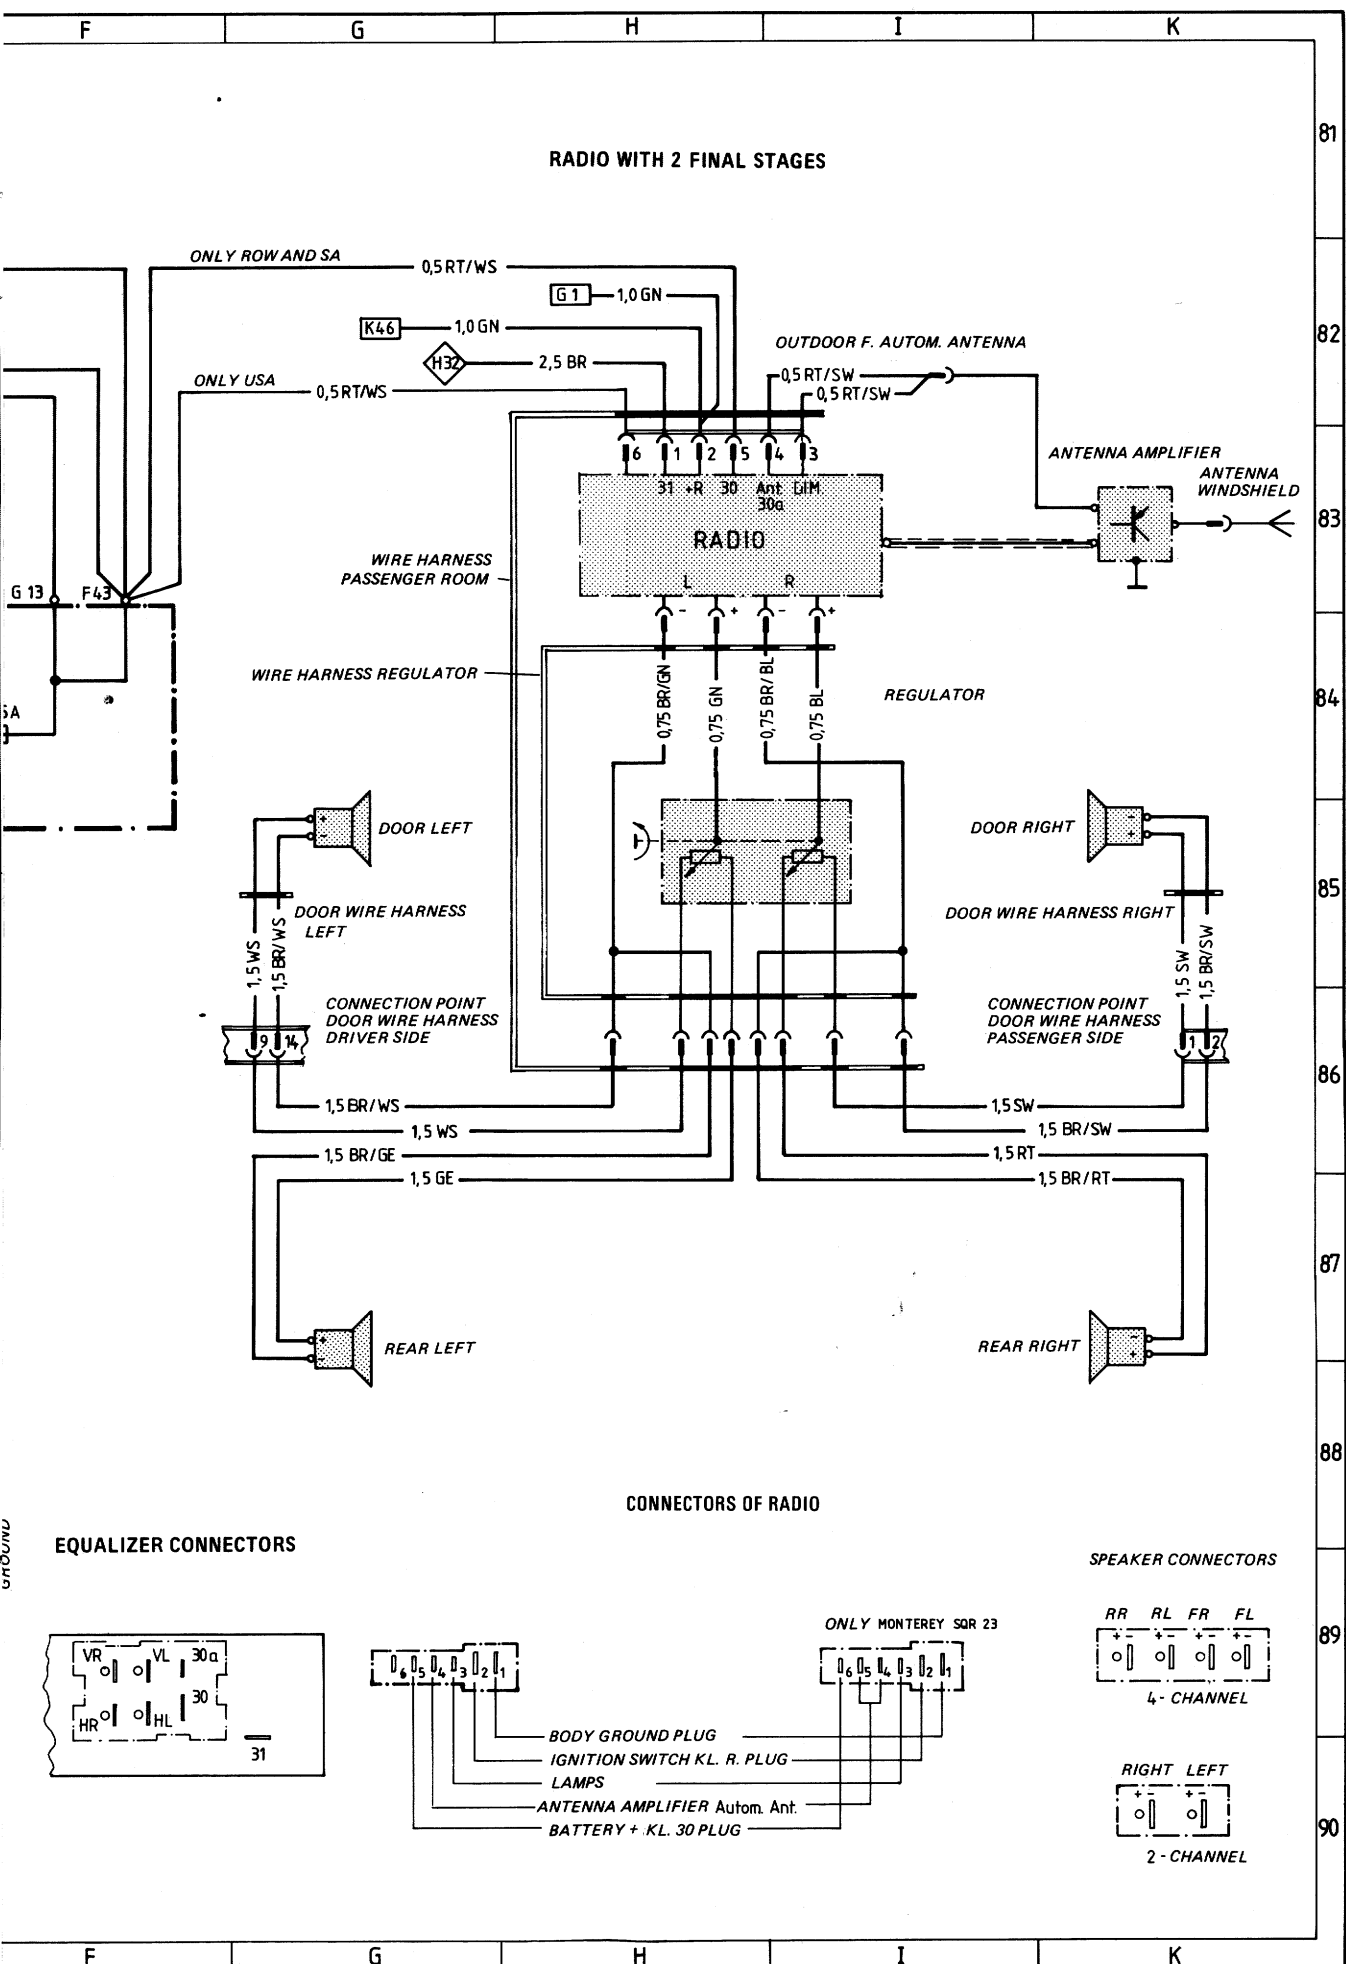 F G H I K
81
RADIO WITH 2 FINAL STAGES
ONLY ROW AND SA
0,5 RT/WS
G 1
1,0 GN
K46
1,0 GN
82
OUTDOOR F. AUTOM. ANTENNA
H32
2,5 BR
0,5 RT/SW
ONLY USA
0,5 RT/WS
0,5 RT/SW
6 1 2 5 4 3
ANTENNA AMPLIFIER
ANTENNA
WINDSHIELD
31 +R 30 Ant DIM
30a
83
RADIO
WIRE HARNESS
PASSENGER ROOM
L R
G 13 F43
- + - +
WIRE HARNESS REGULATOR
0,75 BR/GN
0,75 GN
0,75 BR/BL
0,75 BL
REGULATOR
84
5A
+
-
DOOR LEFT
DOOR RIGHT
-
+
85
DOOR WIRE HARNESS
LEFT
DOOR WIRE HARNESS RIGHT
1,5 WS
1,5 BR/WS
1,5 SW
1,5 BR/SW
CONNECTION POINT
DOOR WIRE HARNESS
DRIVER SIDE
CONNECTION POINT
DOOR WIRE HARNESS
PASSENGER SIDE
9 14
1 2
86
1,5 BR/WS
1,5 SW
1,5 WS
1,5 BR/SW
1,5 BR/GE
1,5 RT
1,5 GE
1,5 BR/RT
87
+
-
REAR LEFT
REAR RIGHT
-
+
88
CONNECTORS OF RADIO
GROUND
EQUALIZER CONNECTORS
SPEAKER CONNECTORS
ONLY MONTEREY SQR 23
RR RL FR FL
89
+ - + - + - + -
VR VL 30a
6 5 4 3 2 1
6 5 4 3 2 1
30
HR HL
4 - CHANNEL
31
BODY GROUND PLUG
IGNITION SWITCH KL. R. PLUG
RIGHT LEFT
LAMPS
+ - + -
ANTENNA AMPLIFIER Autom. Ant.
BATTERY + KL. 30 PLUG
90
2 - CHANNEL
F G H I K